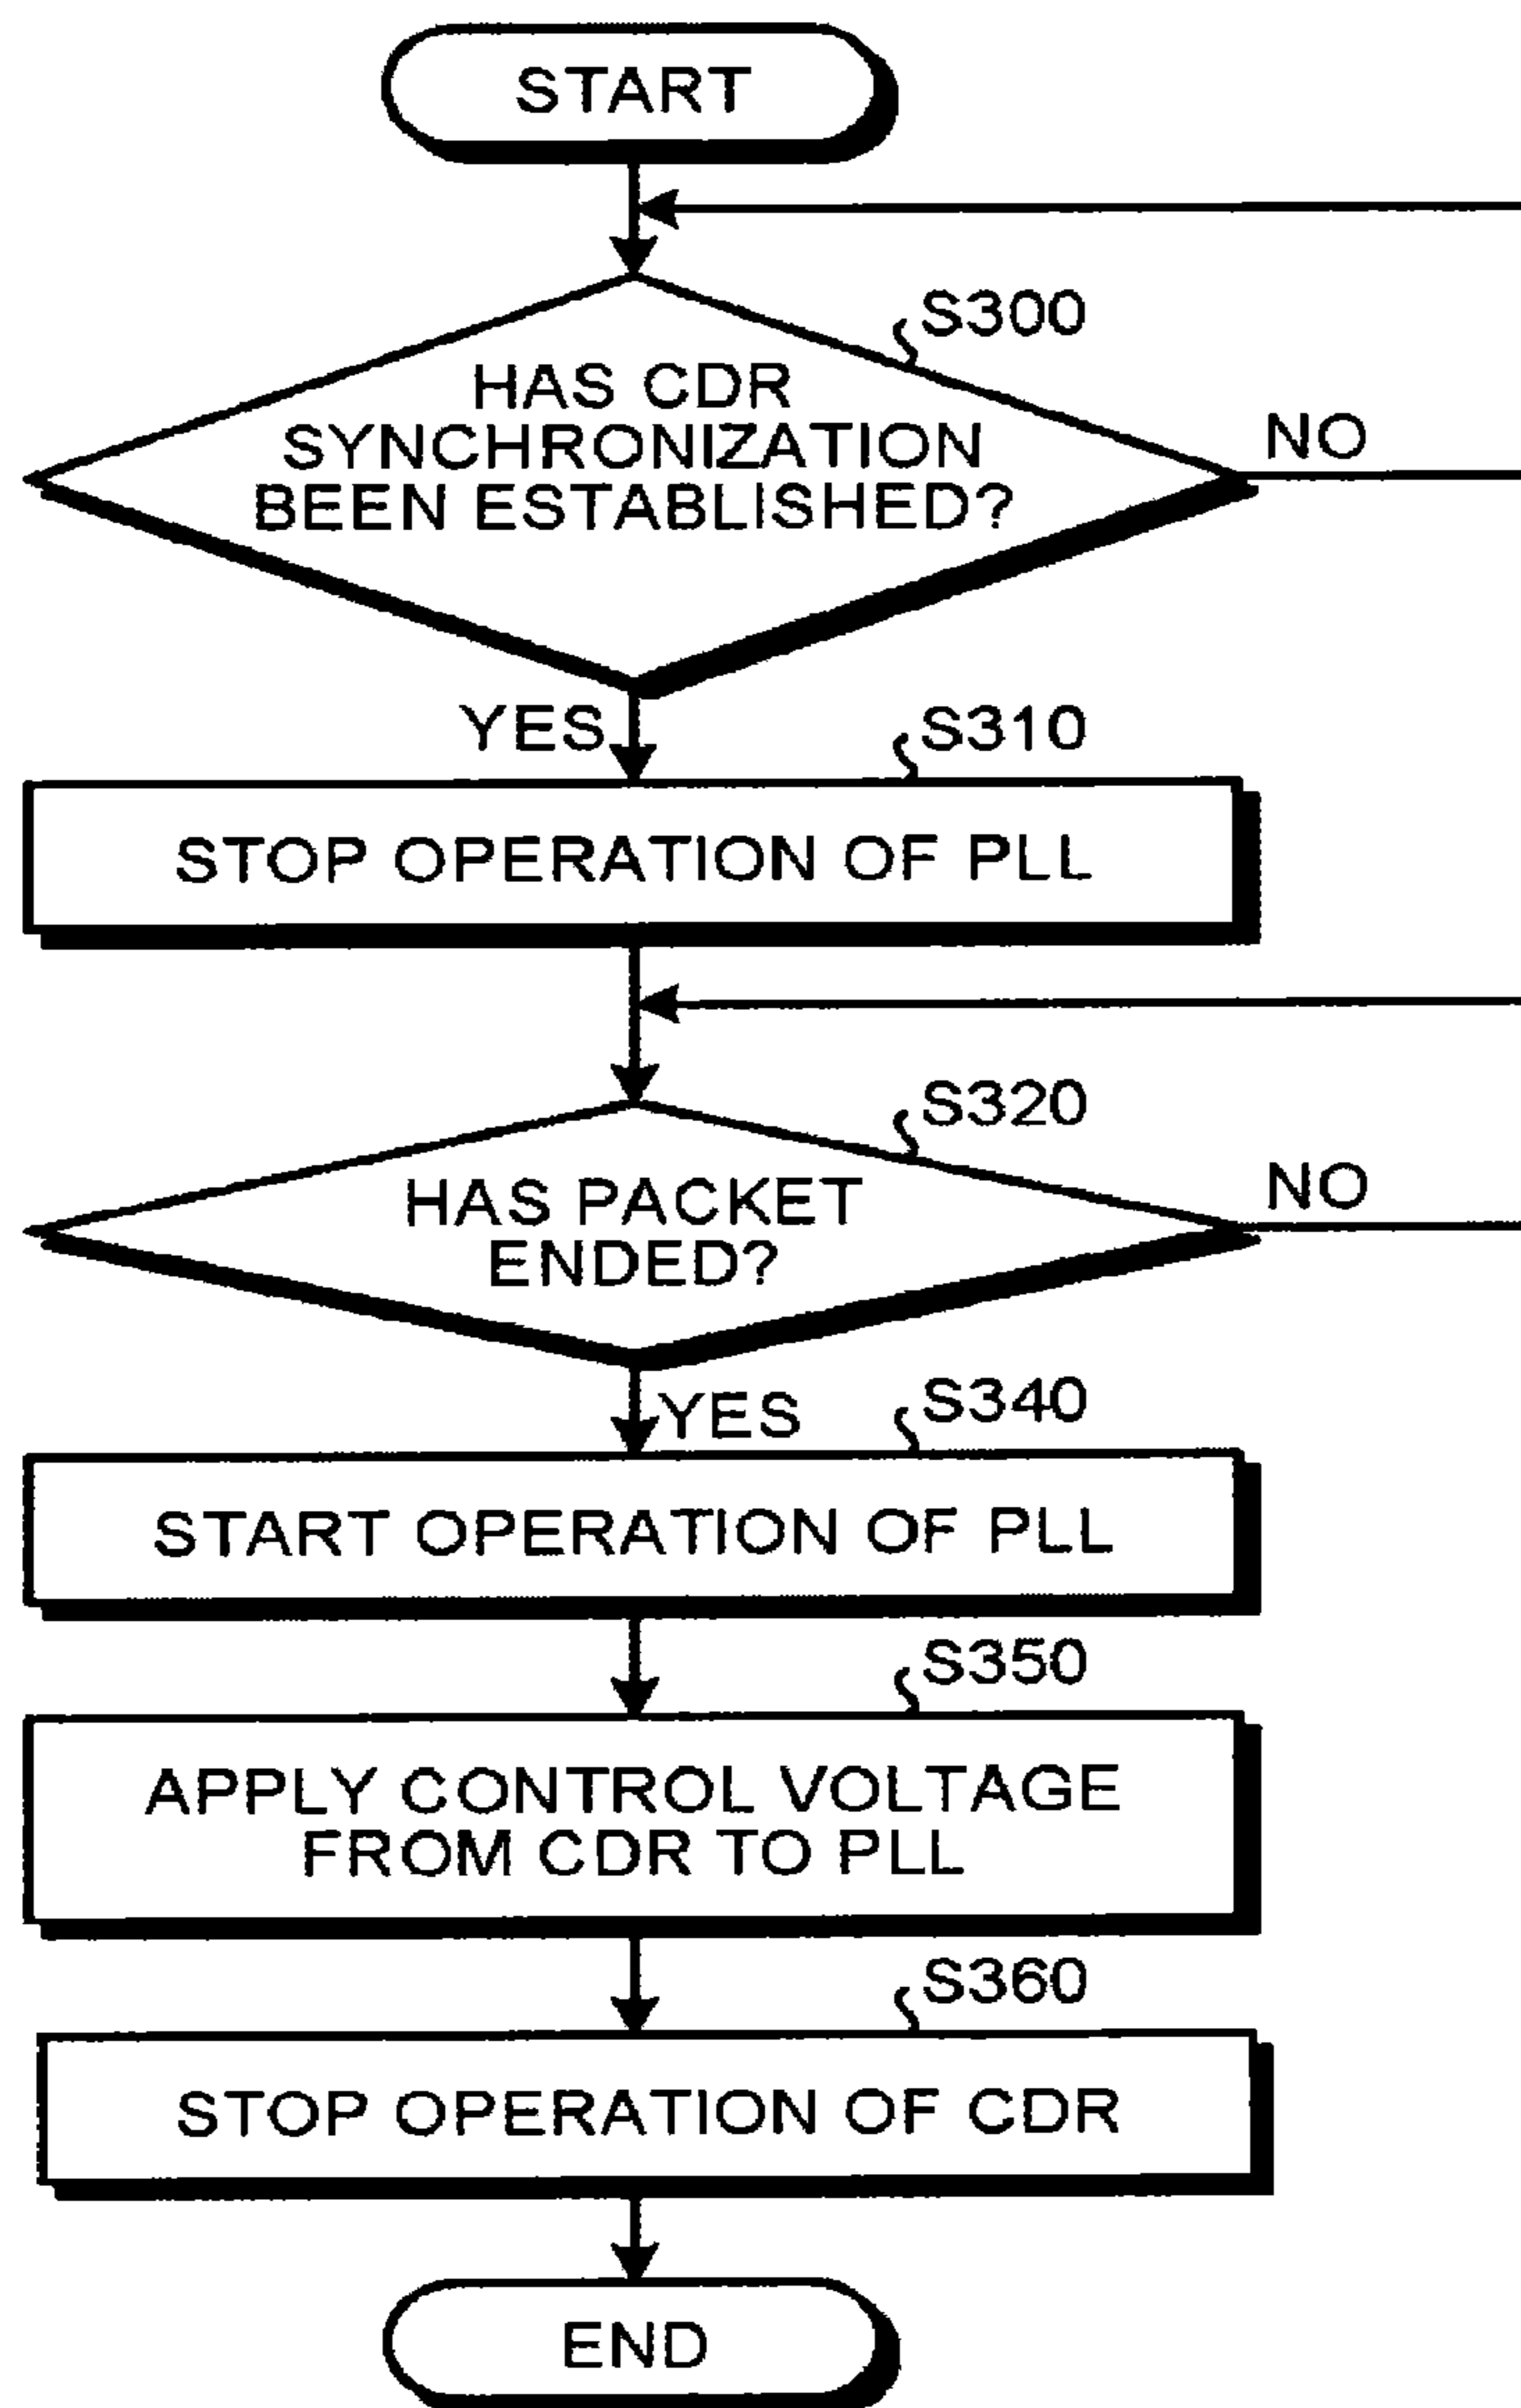 START
S300
HAS CDR
SYNCHRONIZATION
BEEN ESTABLISHED?
NO
YES
S310
STOP OPERATION OF PLL
S320
HAS PACKET
ENDED?
NO
YES
S340
START OPERATION OF PLL
S350
APPLY CONTROL VOLTAGE
FROM CDR TO PLL
S360
STOP OPERATION OF CDR
END